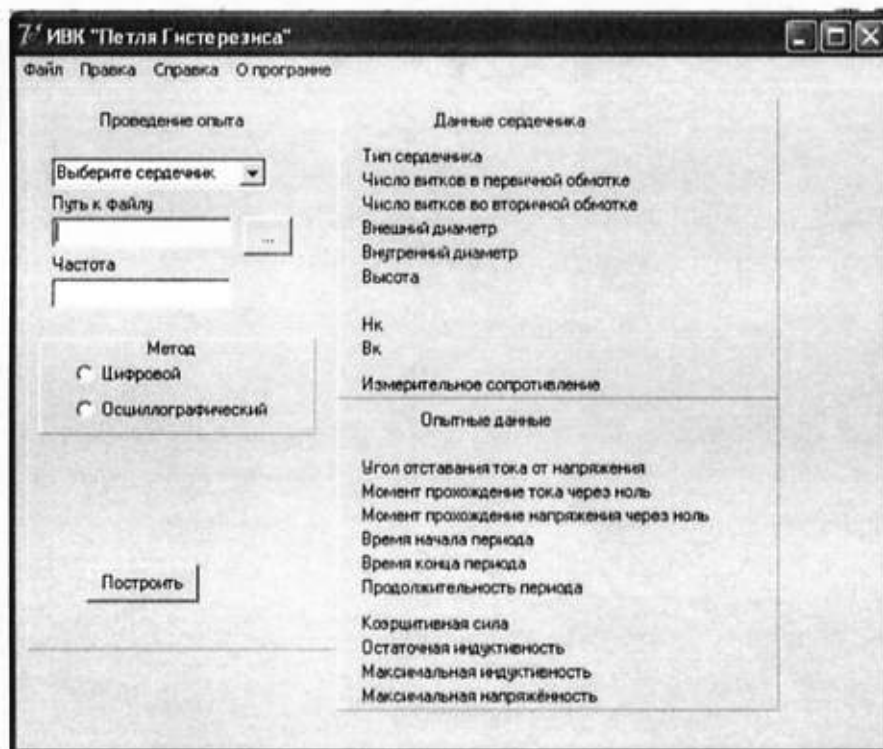 ИВК "Петля Гистерезиса"
Файл Правка Справка О програме
Проведение опыта
Выберите сердечник
Путь к файлу
...
Частота
Метод
Цифровой
Осциллографический
Построить
Данные сердечника
Тип сердечника
Число витков в первичной обмотке
Число витков во вторичной обмотке
Внешний диаметр
Внутренний диаметр
Высота
Нк
Вк
Измерительное сопротивление
Опытные данные
Угол отставания тока от напряжения
Момент прохождение тока через ноль
Момент прохождение напряжения через ноль
Время начала периода
Время конца периода
Продолжительность периода
Коэрцитивная сила
Остаточная индуктивность
Максимальная индуктивность
Максимальная напряжённость